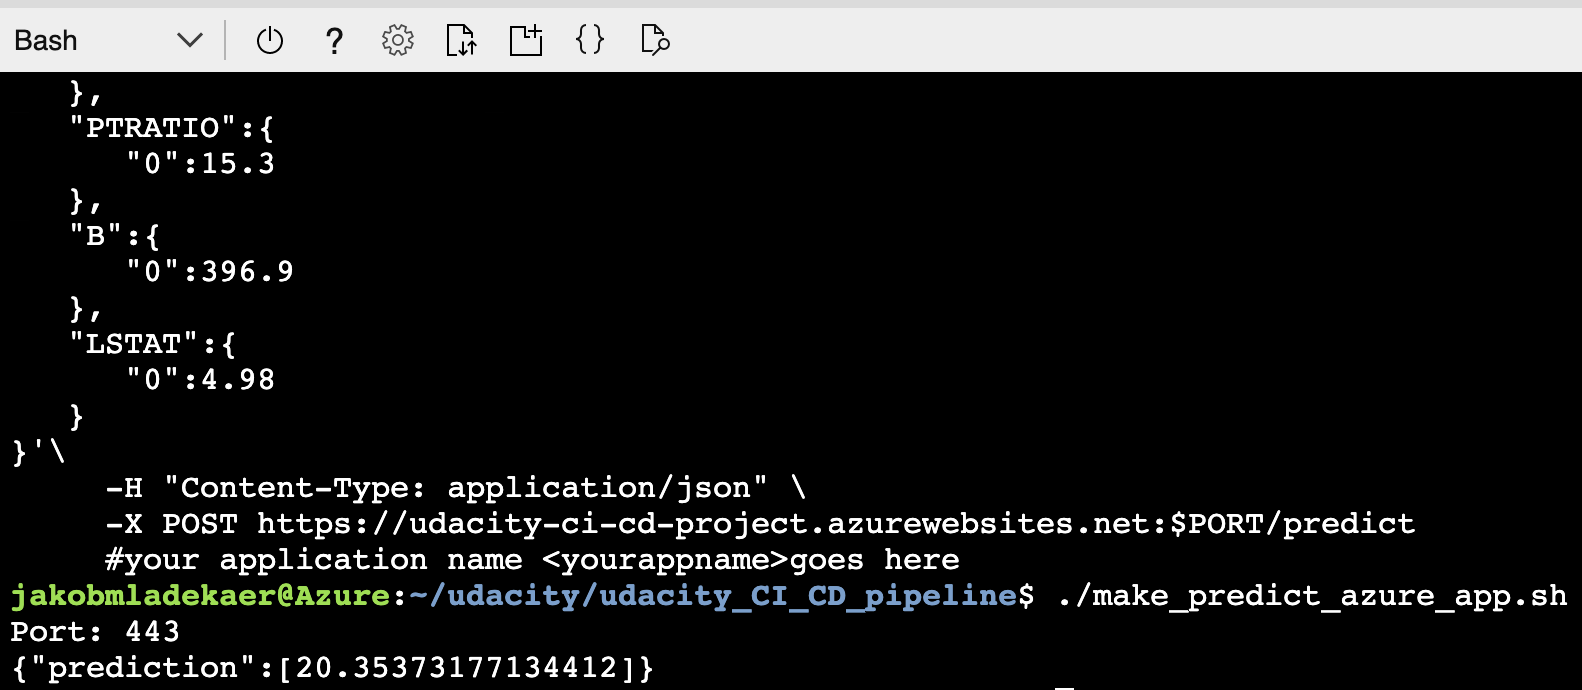 Bash
},
"PTRATIO":{
"0":15.3
},
"B":{
"0":396.9
},
"LSTAT":{
"0":4.98
}
}'\
-H "Content-Type: application/json" \
-X POST https://udacity-ci-cd-project.azurewebsites.net:$PORT/predict
#your application name <yourappname>goes here
jakobmladekaer@Azure:~/udacity/udacity_CI_CD_pipeline$ ./make_predict_azure_app.sh
Port: 443
{"prediction":[20.35373177134412]}